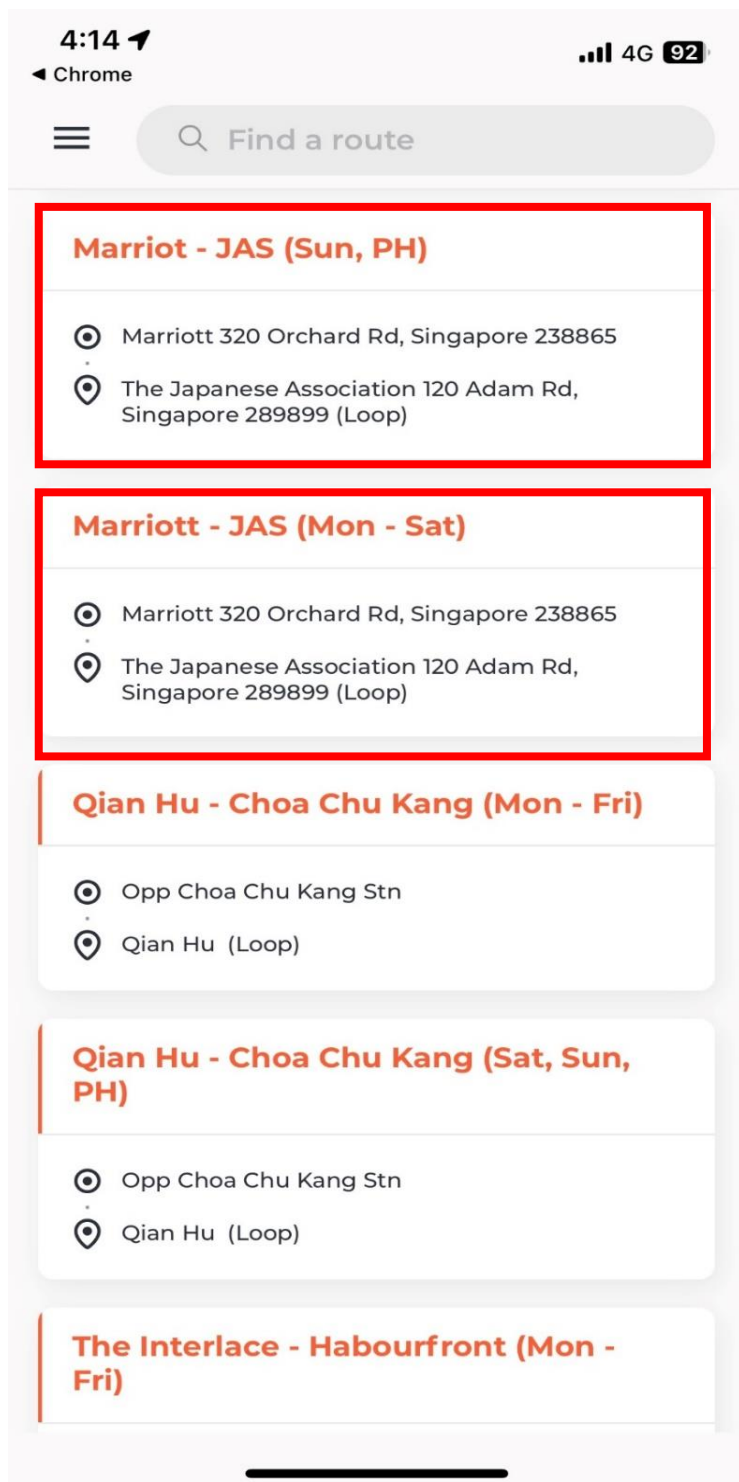 4:14
4G 92
◀ Chrome
Find a route
Marriot - JAS (Sun, PH)
Marriott 320 Orchard Rd, Singapore 238865
The Japanese Association 120 Adam Rd,
Singapore 289899 (Loop)
Marriott - JAS (Mon - Sat)
Marriott 320 Orchard Rd, Singapore 238865
The Japanese Association 120 Adam Rd,
Singapore 289899 (Loop)
Qian Hu - Choa Chu Kang (Mon - Fri)
Opp Choa Chu Kang Stn
Qian Hu (Loop)
Qian Hu - Choa Chu Kang (Sat, Sun,
PH)
Opp Choa Chu Kang Stn
Qian Hu (Loop)
The Interlace - Habourfront (Mon -
Fri)